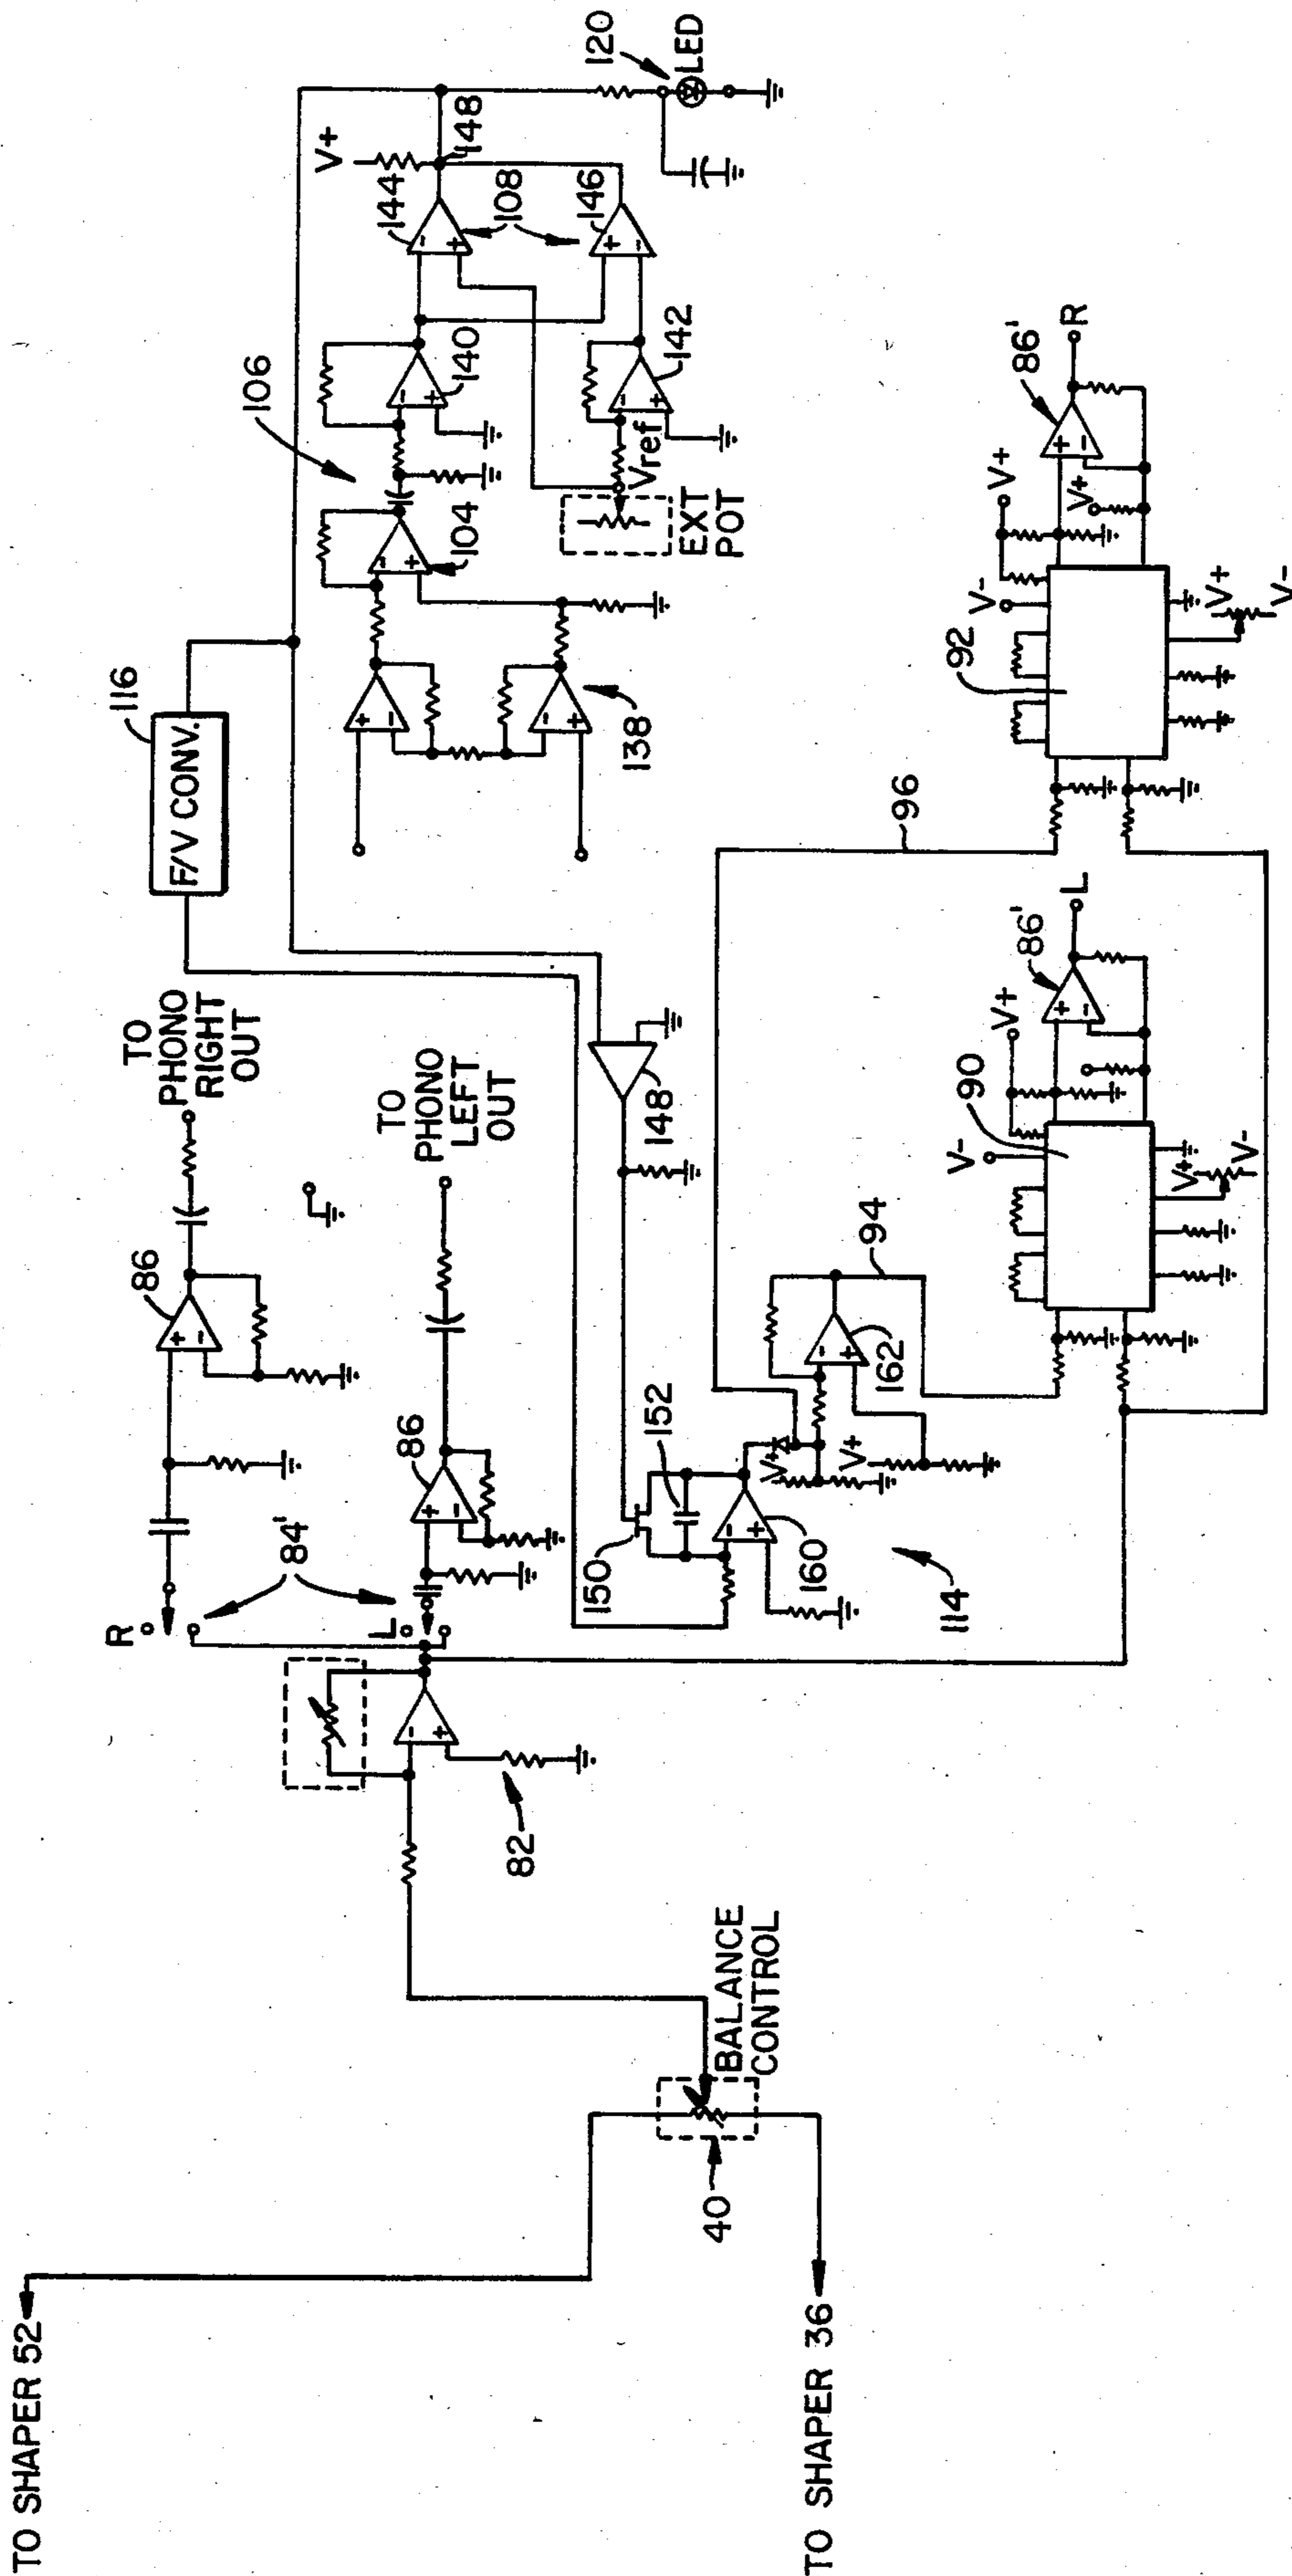 TO SHAPER 52
TO SHAPER 36
40
BALANCE
CONTROL
82
R
84'
L
86
TO
PHONO
RIGHT
OUT
86
TO
PHONO
LEFT
OUT
116
F/V CONV.
150
152
160
114
V+
V+
162
94
148
96
138
104
106
EXT
POT
Vref
140
142
144
108
146
V+
148
120
LED
90
V-
V+
V+
V-
86'
L
92
V-
V+
V+
V+
V-
86'
R
+
-